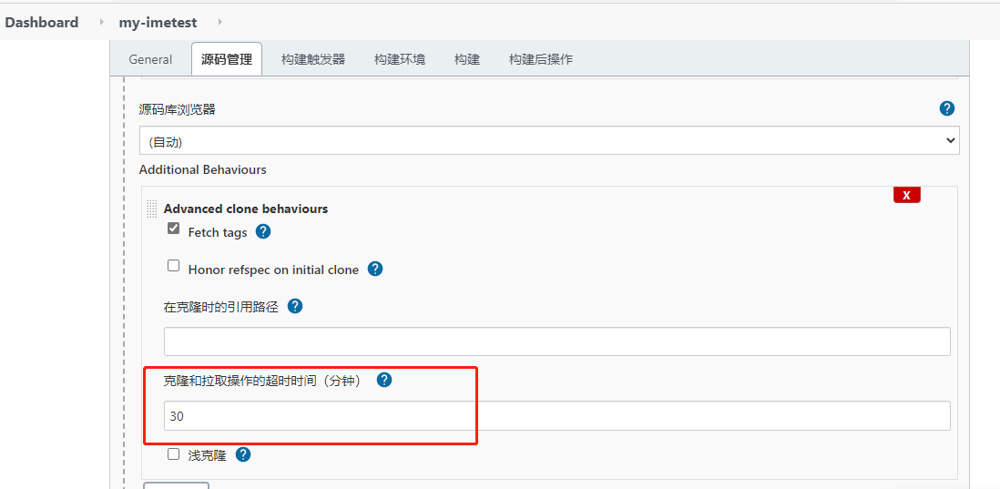 Dashboard my-imetest
General 源码管理 构建触发器 构建环境 构建 构建后操作
源码库浏览器 ?
(自动)
Additional Behaviours
X
Advanced clone behaviours
Fetch tags ?
Honor refspec on initial clone ?
在克隆时的引用路径 ?
克隆和拉取操作的超时时间（分钟） ?
30
浅克隆 ?